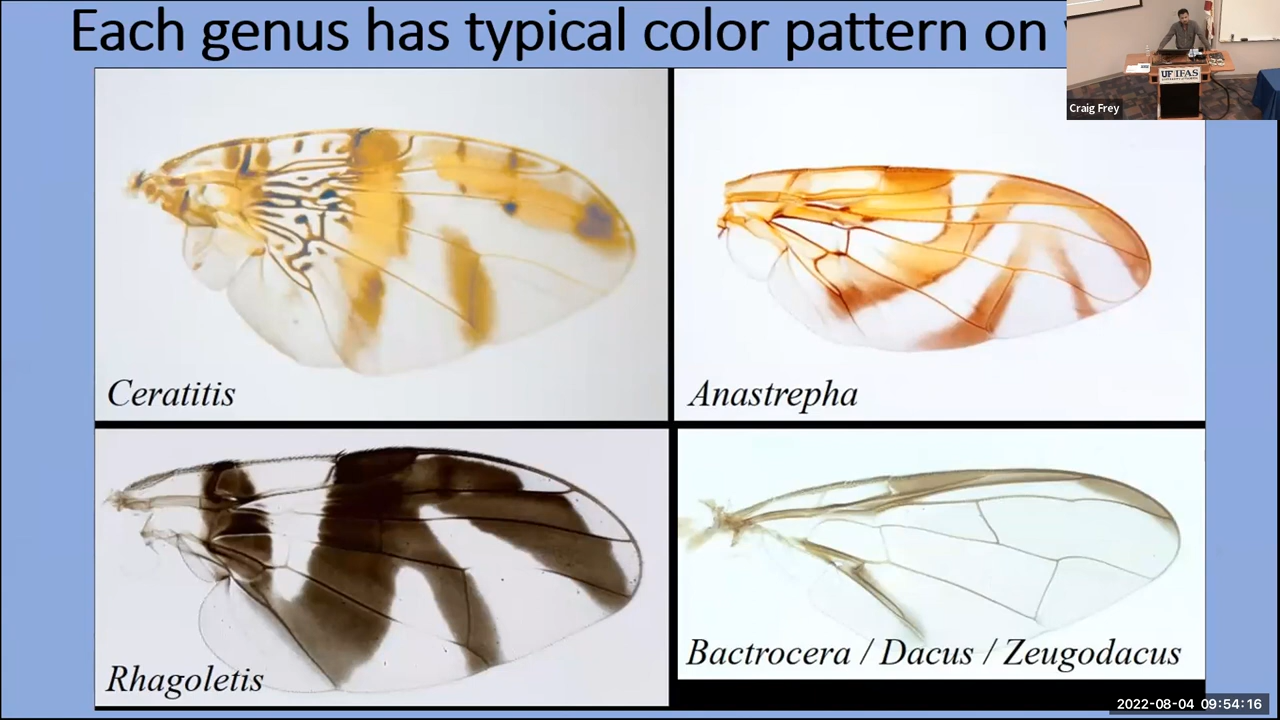 Each genus has typical color pattern on
UF IFAS
Craig Frey
Ceratitis
Anastrepha
Rhagoletis
Bactrocera / Dacus / Zeugodacus
2022-08-04 09:54:16